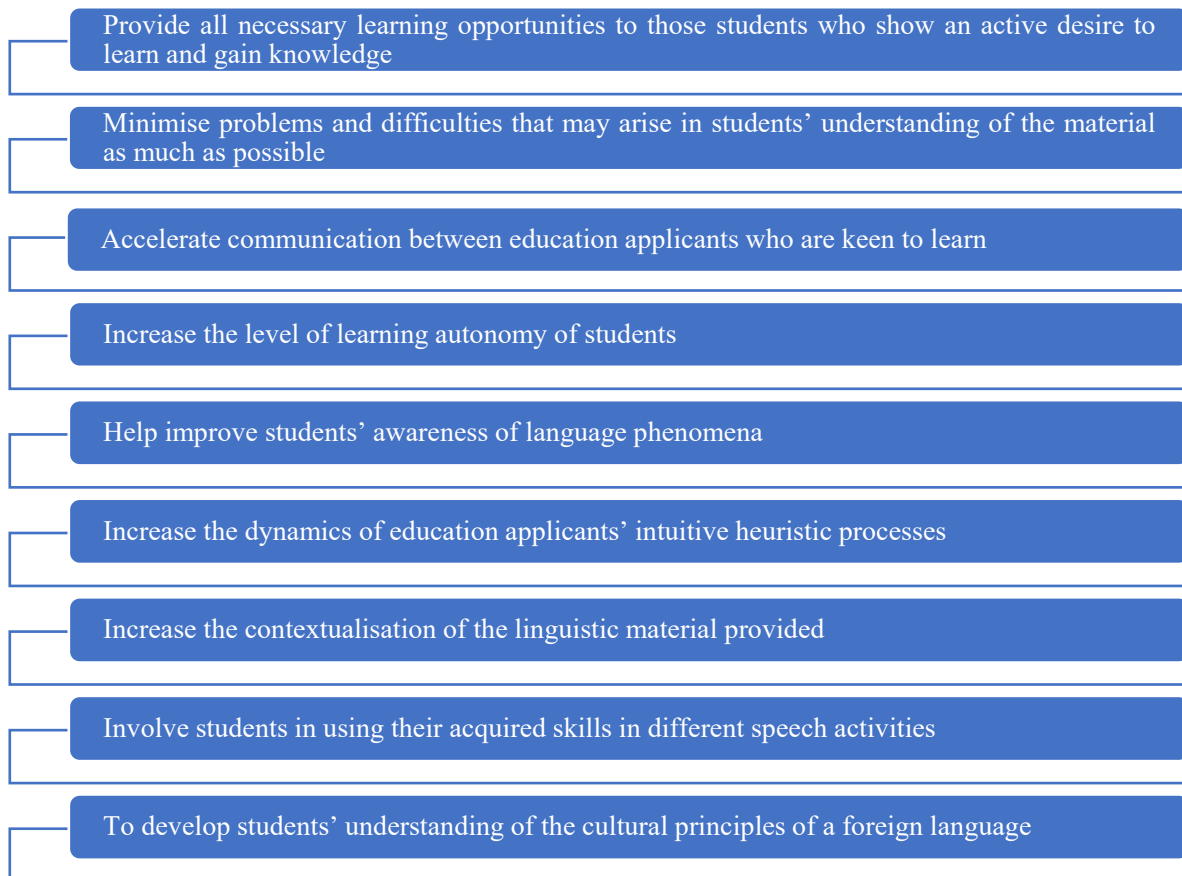 Provide all necessary learning opportunities to those students who show an active desire to
learn and gain knowledge
Minimise problems and difficulties that may arise in students’ understanding of the material
as much as possible
Accelerate communication between education applicants who are keen to learn
Increase the level of learning autonomy of students
Help improve students’ awareness of language phenomena
Increase the dynamics of education applicants’ intuitive heuristic processes
Increase the contextualisation of the linguistic material provided
Involve students in using their acquired skills in different speech activities
To develop students’ understanding of the cultural principles of a foreign language